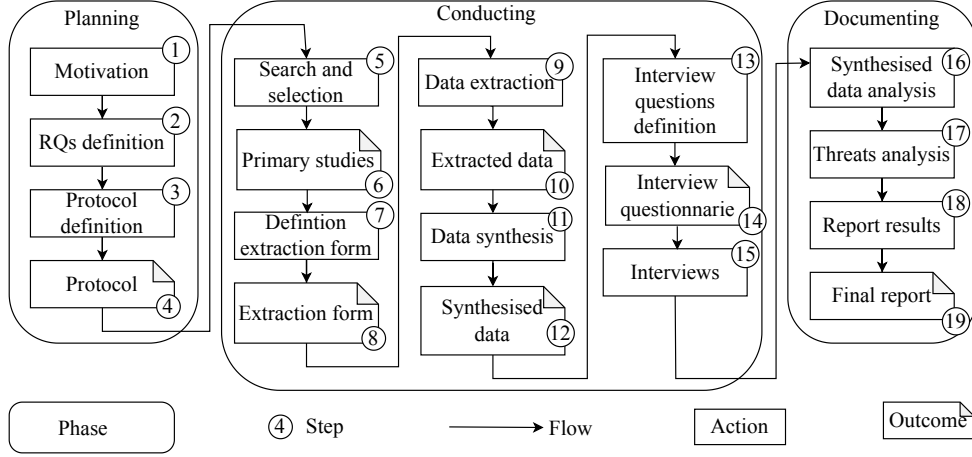 Planning
1
Motivation
2
RQs definition
3
Protocol
definition
Protocol
4
Conducting
5
Search and
selection
Primary studies
6
7
Defintion
extraction form
Extraction form
8
9
Data extraction
Extracted data
10
11
Data synthesis
Synthesised
data
12
13
Interview
questions
definition
Interview
questionnarie
14
15
Interviews
Documenting
16
Synthesised
data analysis
17
Threats analysis
18
Report results
Final report
19
Phase
4 Step
Flow
Action
Outcome